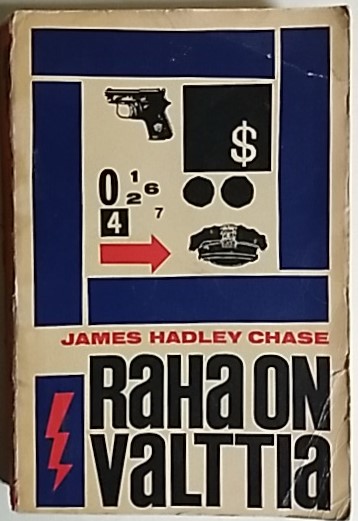 $
0 1 6
2
4 7
JAMES HADLEY CHASE
RaHa ON
VaLTTIa